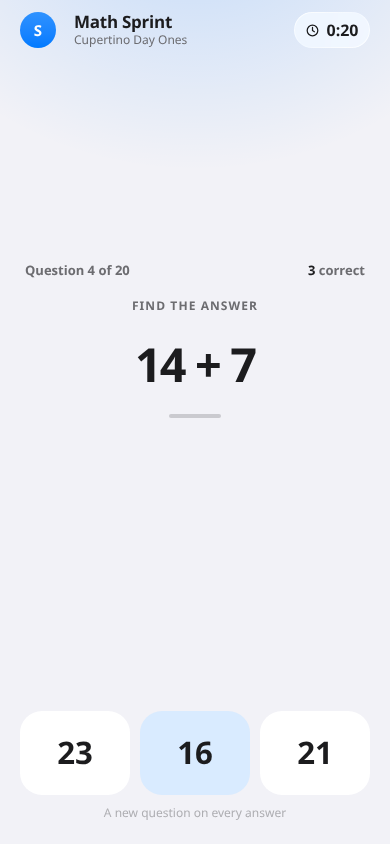 S
Math Sprint
Cupertino Day Ones
0:20
Question 4 of 20
3 correct
FIND THE ANSWER
14 + 7
23
16
21
A new question on every answer